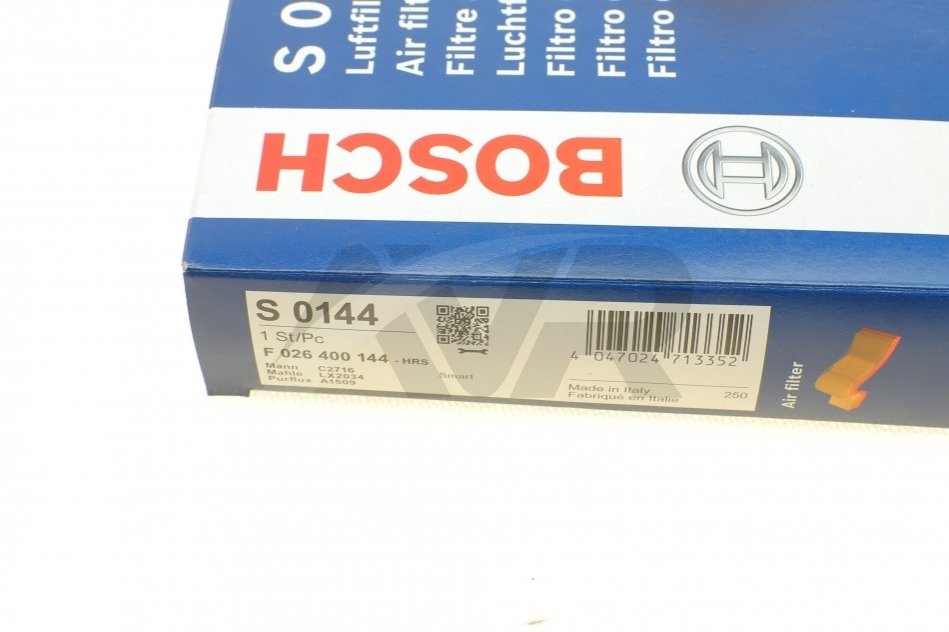 S 0
Luftfil
Air filt
Filtre
Luchtf
Filtro
Filtro
Filtro
BOSCH
S 0144
1 St/Pc
F 026 400 144 - HRS
Mann C2716
Mahle LX2034
Purflux A1509
Smart
4 047024 713352
Made in Italy
Fabriqué en Italie
250
Air filter
AVR